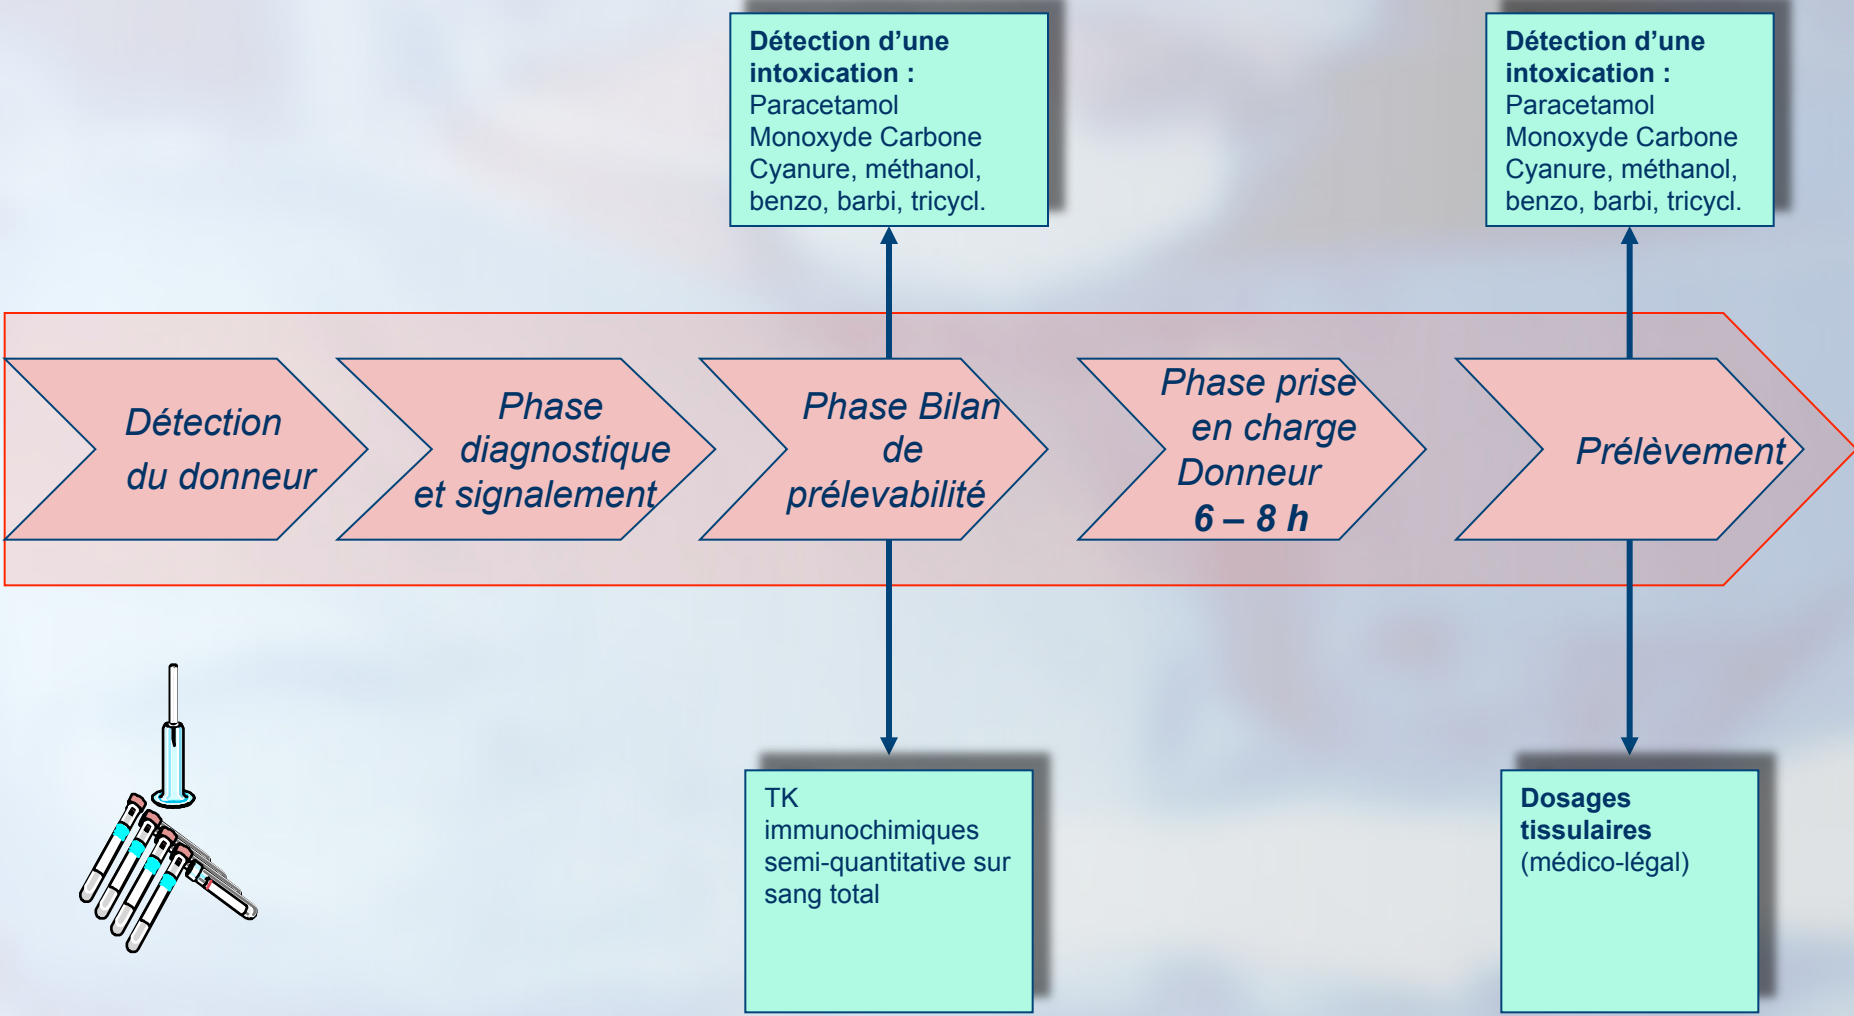 Détection d’une
intoxication :
Paracetamol
Monoxyde Carbone
Cyanure, méthanol,
benzo, barbi, tricycl.
Détection d’une
intoxication :
Paracetamol
Monoxyde Carbone
Cyanure, méthanol,
benzo, barbi, tricycl.
Détection
du donneur
Phase
diagnostique
et signalement
Phase Bilan
de
prélevabilité
Phase prise
en charge
Donneur
6 – 8 h
Prélèvement
TK
immunochimiques
semi-quantitative sur
sang total
Dosages
tissulaires
(médico-légal)